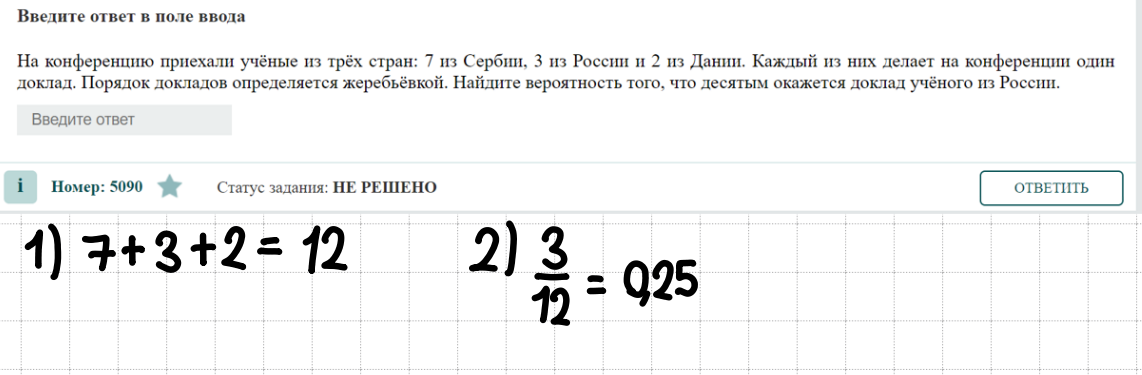 Введите ответ в поле ввода
На конференцию приехали учёные из трёх стран: 7 из Сербии, 3 из России и 2 из Дании. Каждый из них делает на конференции один
доклад. Порядок докладов определяется жеребьёвкой. Найдите вероятность того, что десятым окажется доклад учёного из России.
Введите ответ
i Номер: 5090 Статус задания: НЕ РЕШЕНО ОТВЕТИТЬ
1) 7+3+2=12 2) 3/12 = 0,25